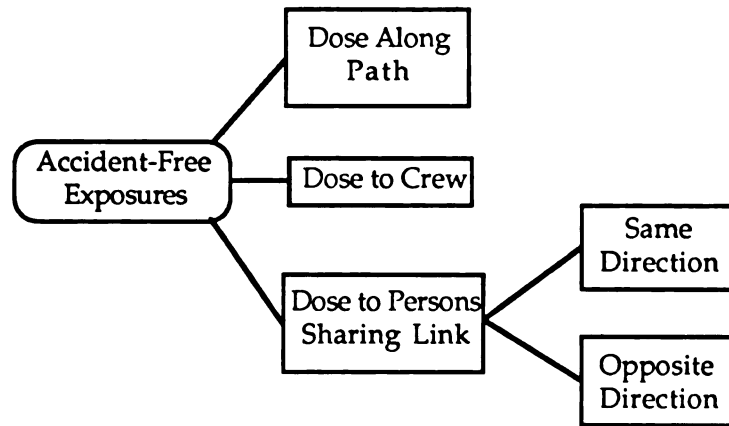 Dose Along
Path
Accident-Free
Exposures
Dose to Crew
Same
Direction
Dose to Persons
Sharing Link
Opposite
Direction